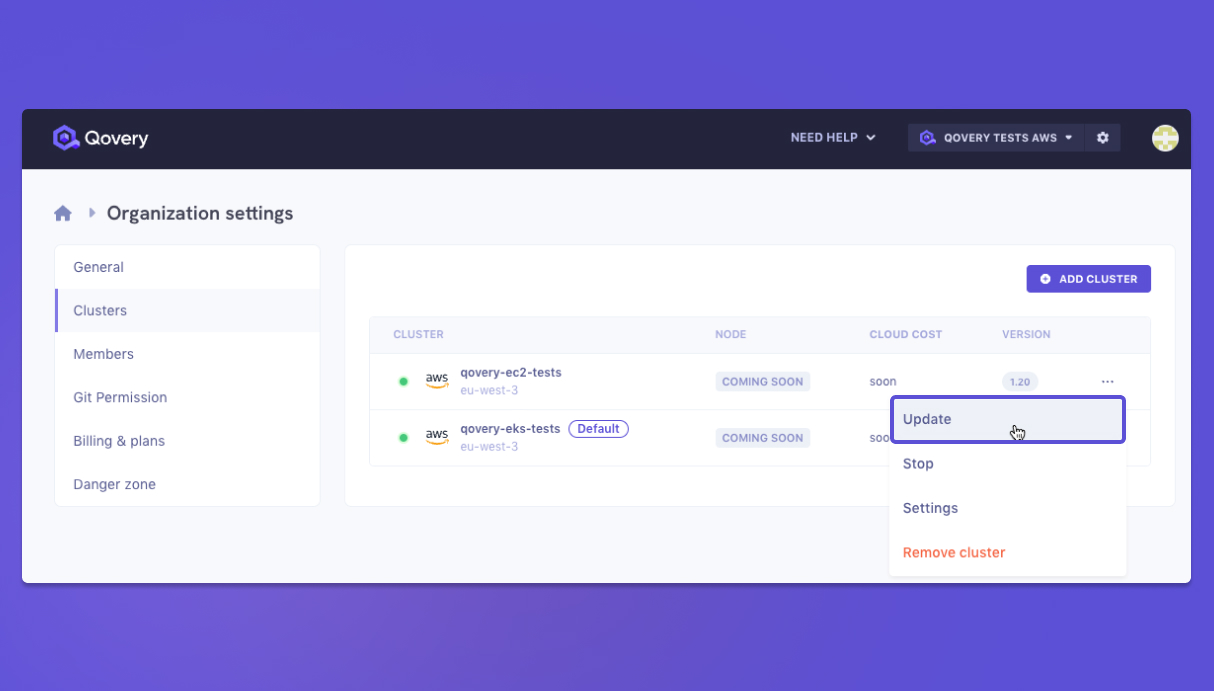 Qovery
NEED HELP
QOVERY TESTS AWS
Organization settings
General
Clusters
Members
Git Permission
Billing & plans
Danger zone
ADD CLUSTER
CLUSTER NODE CLOUD COST VERSION
aws qovery-ec2-tests COMING SOON soon 1.20 ...
eu-west-3
aws qovery-eks-tests Default COMING SOON
eu-west-3
Update
Stop
Settings
Remove cluster